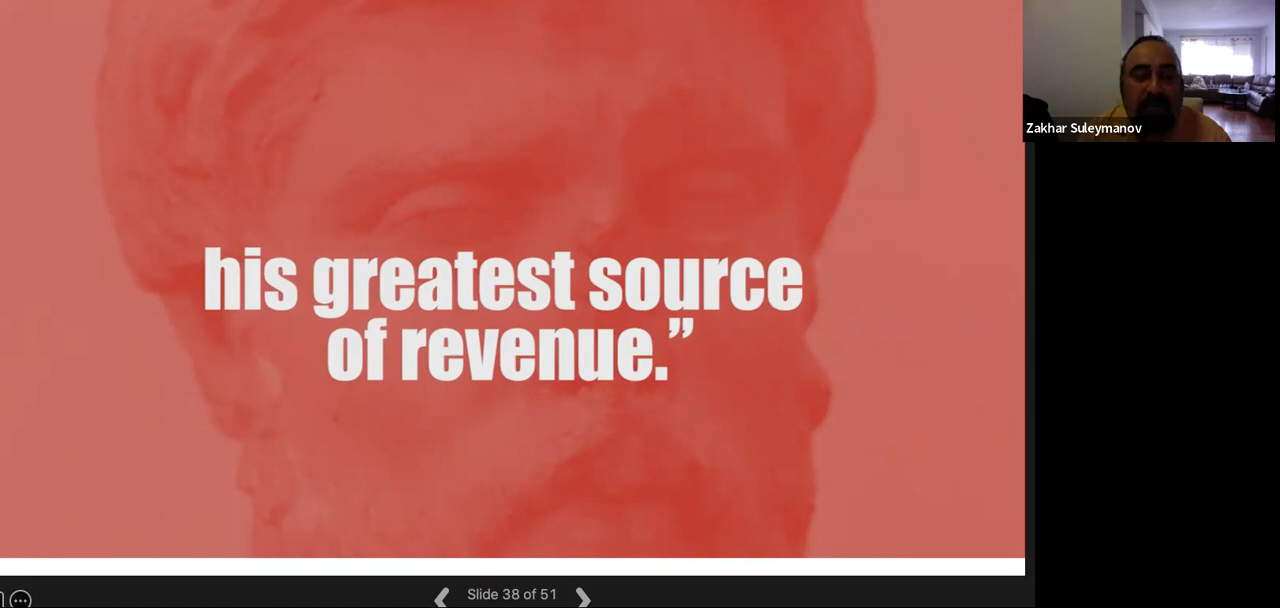 Zakhar Suleymanov
his greatest source
of revenue.”
Slide 38 of 51